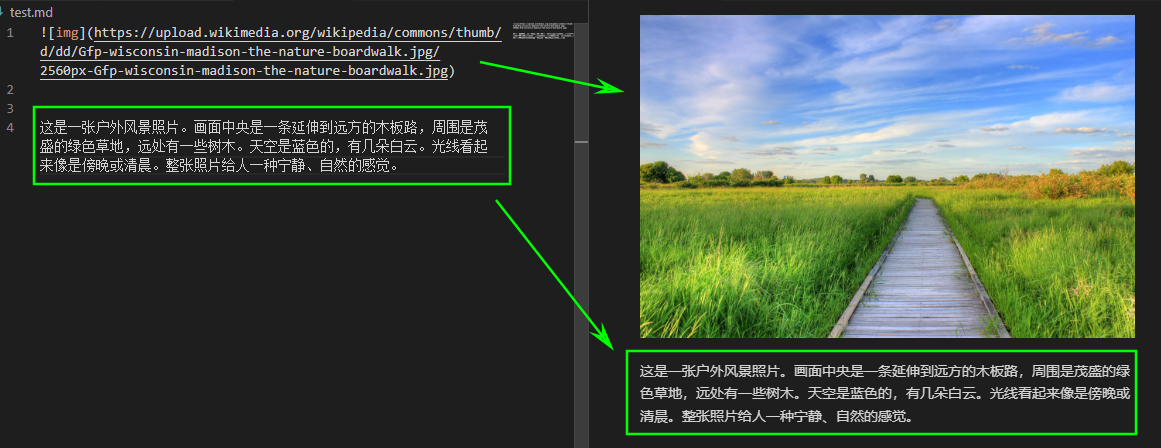 test.md
1 ![img](https://upload.wikimedia.org/wikipedia/commons/thumb/
d/dd/Gfp-wisconsin-madison-the-nature-boardwalk.jpg/
2560px-Gfp-wisconsin-madison-the-nature-boardwalk.jpg)
2
3
4 这是一张户外风景照片。画面中央是一条延伸到远方的木板路，周围是茂
盛的绿色草地，远处有一些树木。天空是蓝色的，有几朵白云。光线看起
来像是傍晚或清晨。整张照片给人一种宁静、自然的感觉。
这是一张户外风景照片。画面中央是一条延伸到远方的木板路，周围是茂盛的绿
色草地，远处有一些树木。天空是蓝色的，有几朵白云。光线看起来像是傍晚或
清晨。整张照片给人一种宁静、自然的感觉。